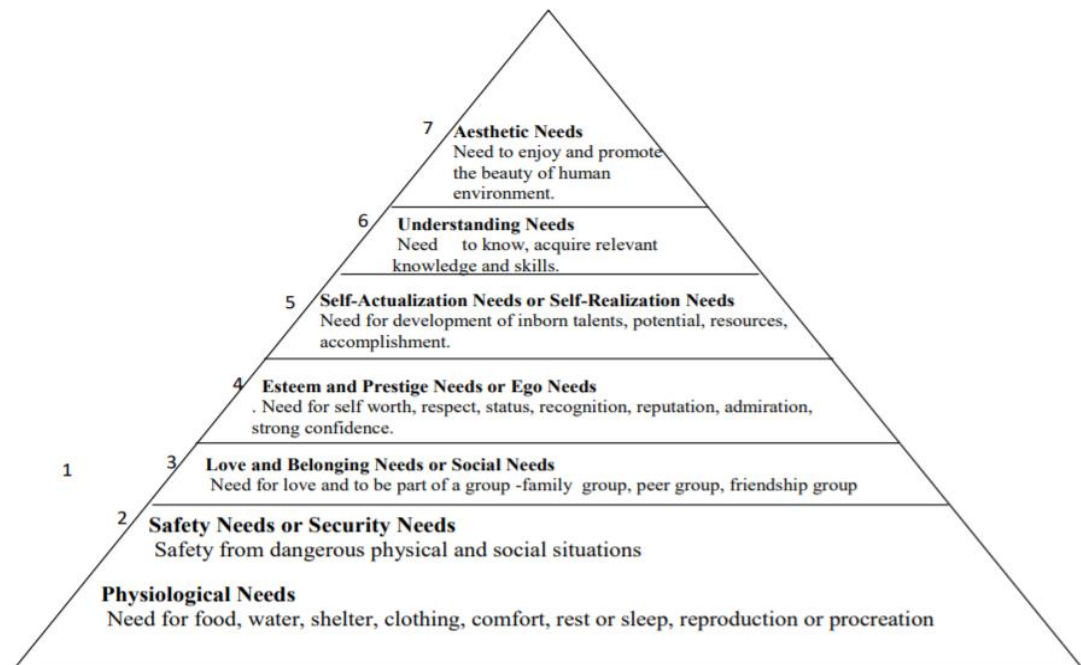 7 Aesthetic Needs
Need to enjoy and promote
the beauty of human
environment.
6 Understanding Needs
Need to know, acquire relevant
knowledge and skills.
5 Self-Actualization Needs or Self-Realization Needs
Need for development of inborn talents, potential, resources,
accomplishment.
4 Esteem and Prestige Needs or Ego Needs
. Need for self worth, respect, status, recognition, reputation, admiration,
strong confidence.
1 3 Love and Belonging Needs or Social Needs
Need for love and to be part of a group -family group, peer group, friendship group
2 Safety Needs or Security Needs
Safety from dangerous physical and social situations
Physiological Needs
Need for food, water, shelter, clothing, comfort, rest or sleep, reproduction or procreation